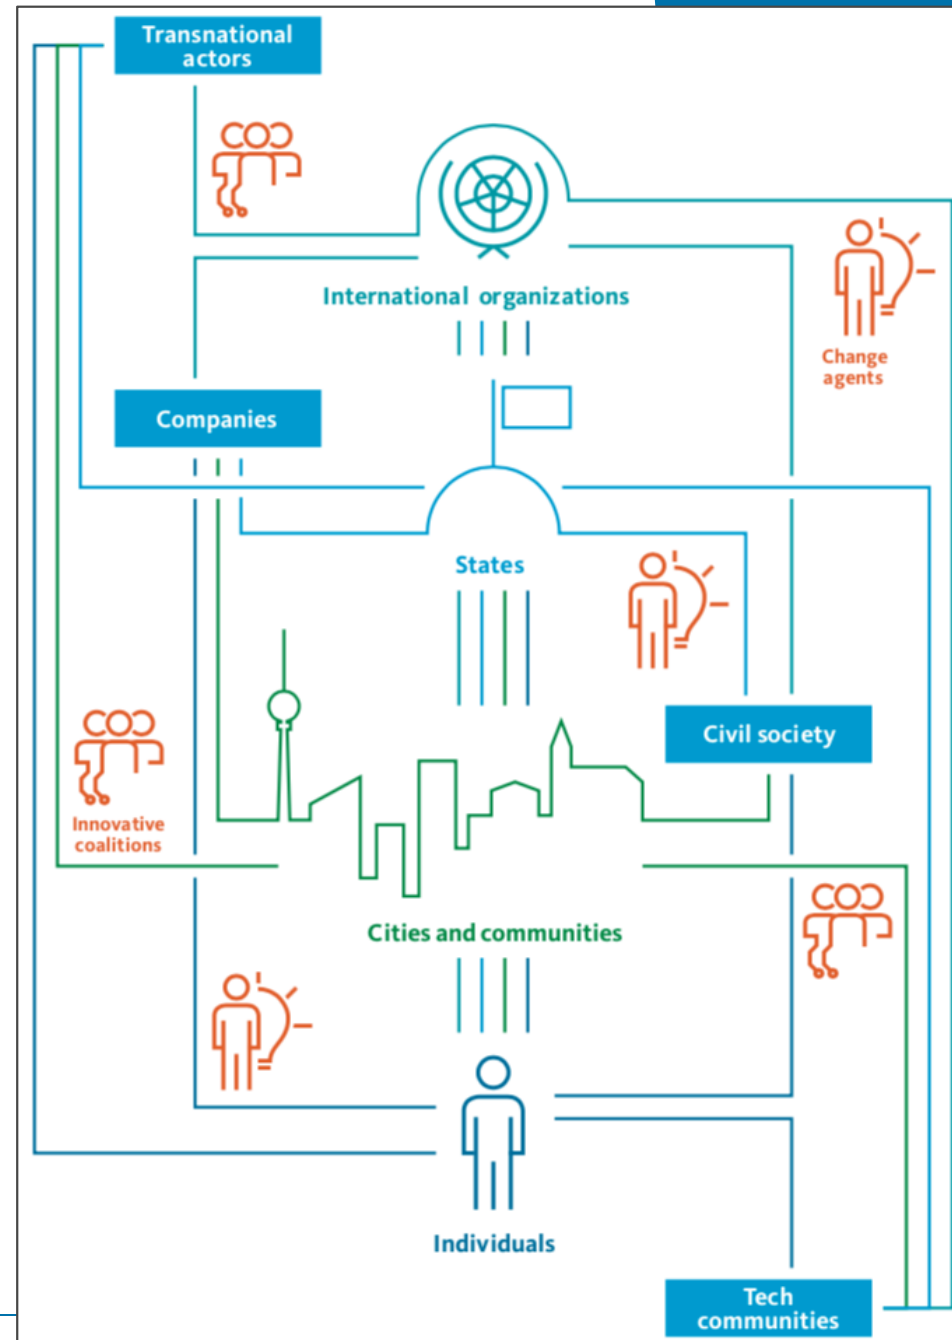 Transnational
actors
International organizations
Change
agents
Companies
States
Civil society
Innovative
coalitions
Cities and communities
Individuals
Tech
communities